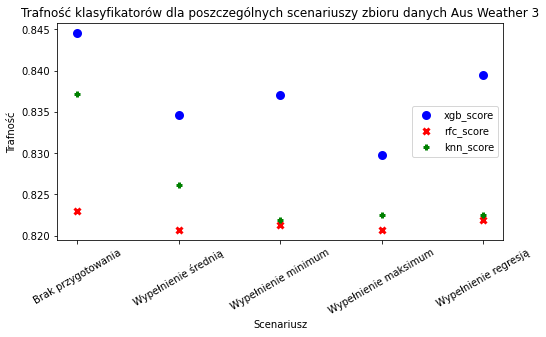 Trafność klasyfikatorów dla poszczególnych scenariuszy zbioru danych Aus Weather 3
0.845
0.840
0.835
0.830
0.825
0.820
Trafność
xgb_score
rfc_score
knn_score
Brak przygotowania
Wypełnienie średnią
Wypełnienie minimum
Wypełnienie maksimum
Wypełnienie regresją
Scenariusz